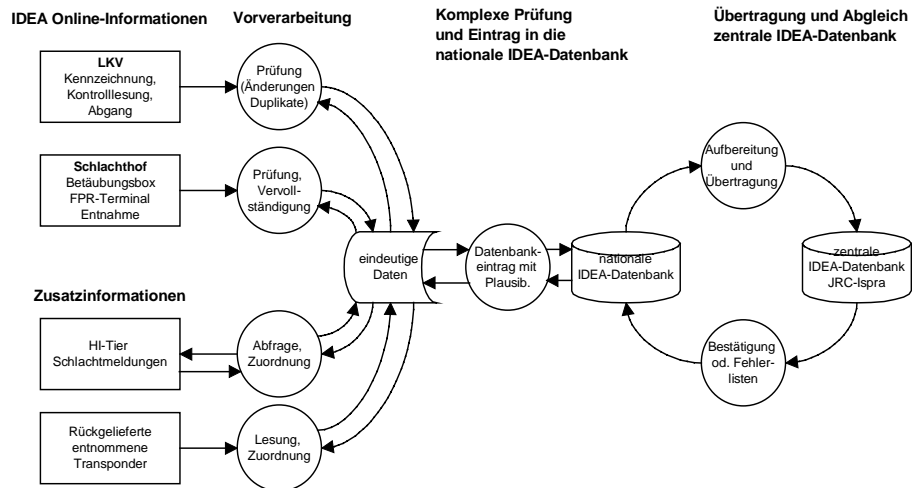 IDEA Online-Informationen
Vorverarbeitung
Komplexe Prüfung
und Eintrag in die
nationale IDEA-Datenbank
Übertragung und Abgleich
zentrale IDEA-Datenbank
LKV
Kennzeichnung,
Kontrolllesung,
Abgang
Prüfung
(Änderungen
Duplikate)
Schlachthof
Betäubungsbox
FPR-Terminal
Entnahme
Prüfung,
Vervoll-
ständigung
eindeutige
Daten
Datenbank-
eintrag mit
Plausib.
nationale
IDEA-Datenbank
Aufbereitung
und
Übertragung
zentrale
IDEA-Datenbank
JRC-Ispra
Bestätigung
od. Fehler-
listen
Zusatzinformationen
HI-Tier
Schlachtmeldungen
Abfrage,
Zuordnung
Rückgelieferte
entnommene
Transponder
Lesung,
Zuordnung